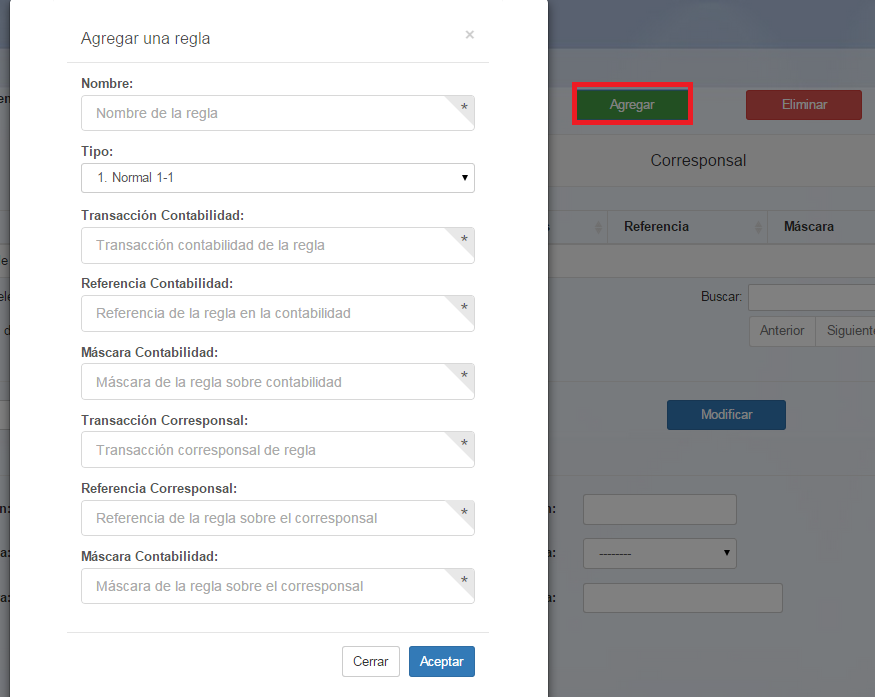 Agregar una regla
×
Nombre:
Nombre de la regla *
Tipo:
1. Normal 1-1
Transacción Contabilidad:
Transacción contabilidad de la regla *
Referencia Contabilidad:
Referencia de la regla en la contabilidad *
Máscara Contabilidad:
Máscara de la regla sobre contabilidad *
Transacción Corresponsal:
Transacción corresponsal de regla *
Referencia Corresponsal:
Referencia de la regla sobre el corresponsal *
Máscara Contabilidad:
Máscara de la regla sobre el corresponsal *
Cerrar
Aceptar
Agregar
Eliminar
Corresponsal
Referencia
Máscara
Buscar:
Anterior
Siguiente
Modificar
--------